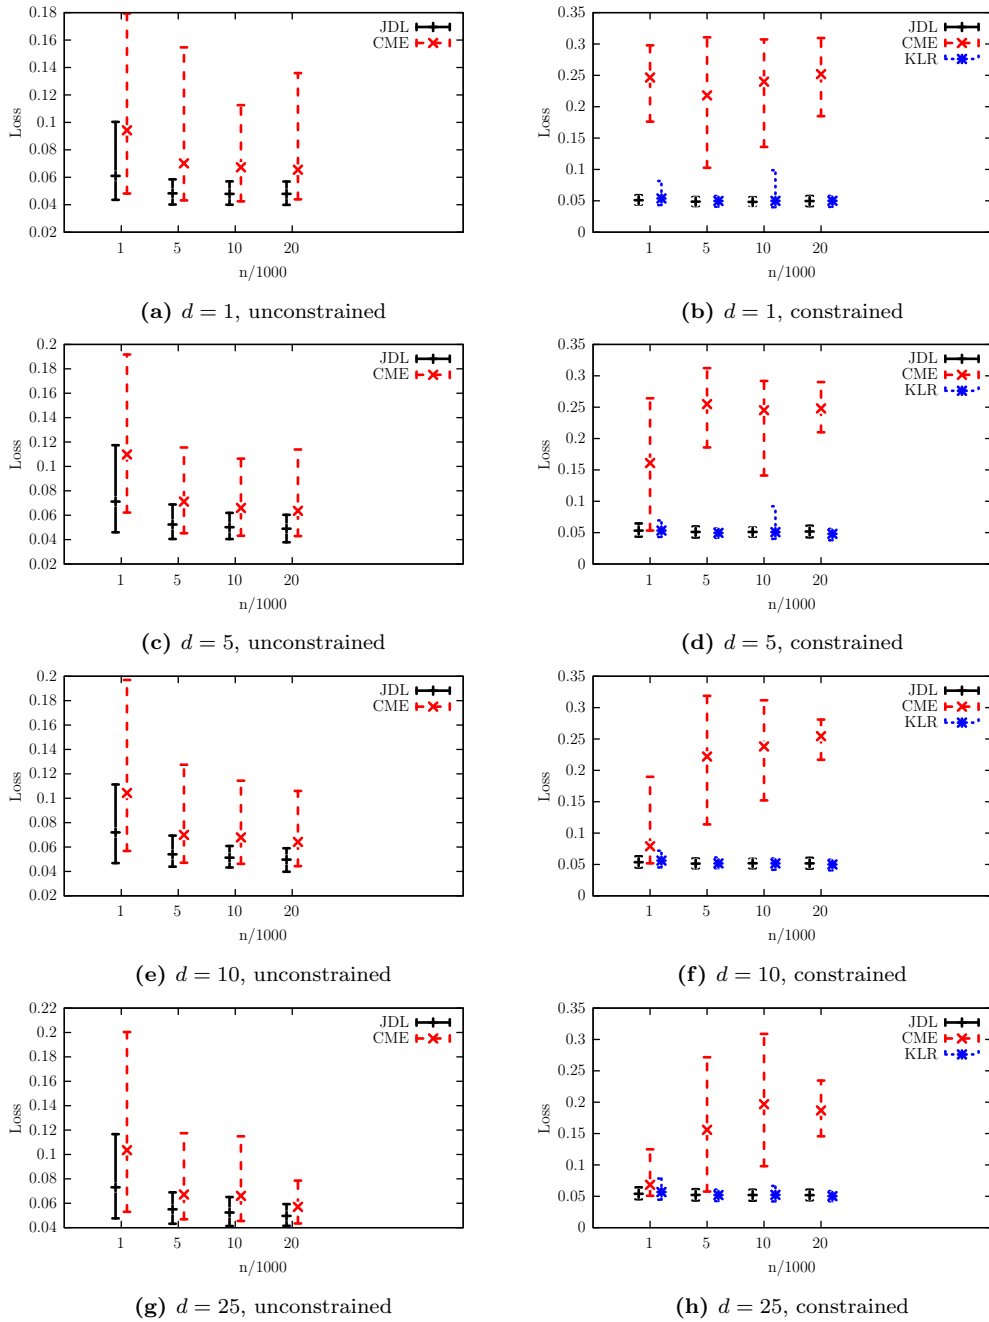 0.18
0.16
0.14
0.12
0.1
0.08
0.06
0.04
0.02
Loss
1 5 10 20
n/1000
JDL
CME
(a) d = 1, unconstrained
0.35
0.3
0.25
0.2
0.15
0.1
0.05
0
Loss
1 5 10 20
n/1000
JDL
CME
KLR
(b) d = 1, constrained
0.2
0.18
0.16
0.14
0.12
0.1
0.08
0.06
0.04
0.02
Loss
1 5 10 20
n/1000
JDL
CME
(c) d = 5, unconstrained
0.35
0.3
0.25
0.2
0.15
0.1
0.05
0
Loss
1 5 10 20
n/1000
JDL
CME
KLR
(d) d = 5, constrained
0.2
0.18
0.16
0.14
0.12
0.1
0.08
0.06
0.04
0.02
Loss
1 5 10 20
n/1000
JDL
CME
(e) d = 10, unconstrained
0.35
0.3
0.25
0.2
0.15
0.1
0.05
0
Loss
1 5 10 20
n/1000
JDL
CME
KLR
(f) d = 10, constrained
0.22
0.2
0.18
0.16
0.14
0.12
0.1
0.08
0.06
0.04
Loss
1 5 10 20
n/1000
JDL
CME
(g) d = 25, unconstrained
0.35
0.3
0.25
0.2
0.15
0.1
0.05
0
Loss
1 5 10 20
n/1000
JDL
CME
KLR
(h) d = 25, constrained